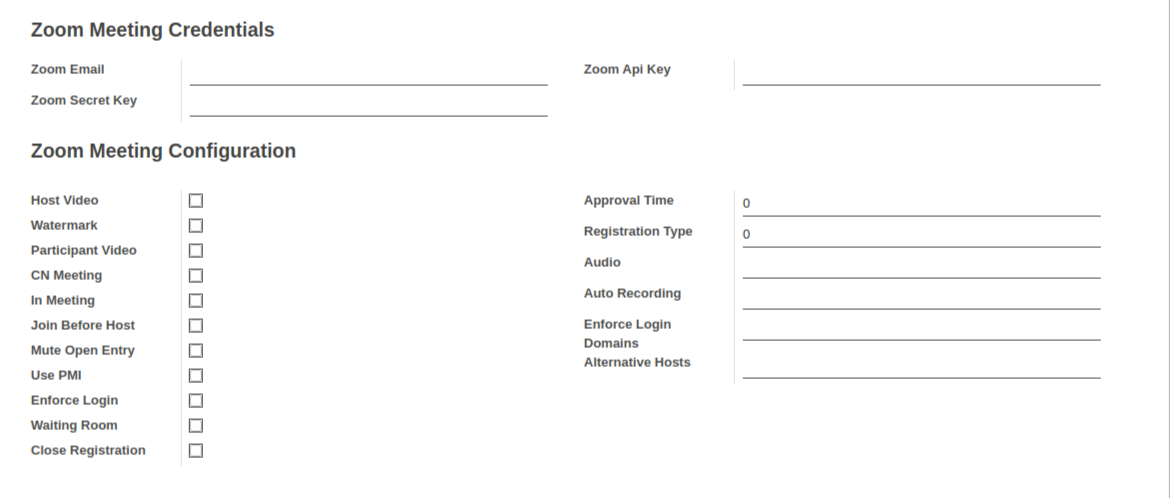 Zoom Meeting Credentials
Zoom Email
Zoom Api Key
Zoom Secret Key
Zoom Meeting Configuration
Host Video
Watermark
Participant Video
CN Meeting
In Meeting
Join Before Host
Mute Open Entry
Use PMI
Enforce Login
Waiting Room
Close Registration
Approval Time 0
Registration Type 0
Audio
Auto Recording
Enforce Login
Domains
Alternative Hosts